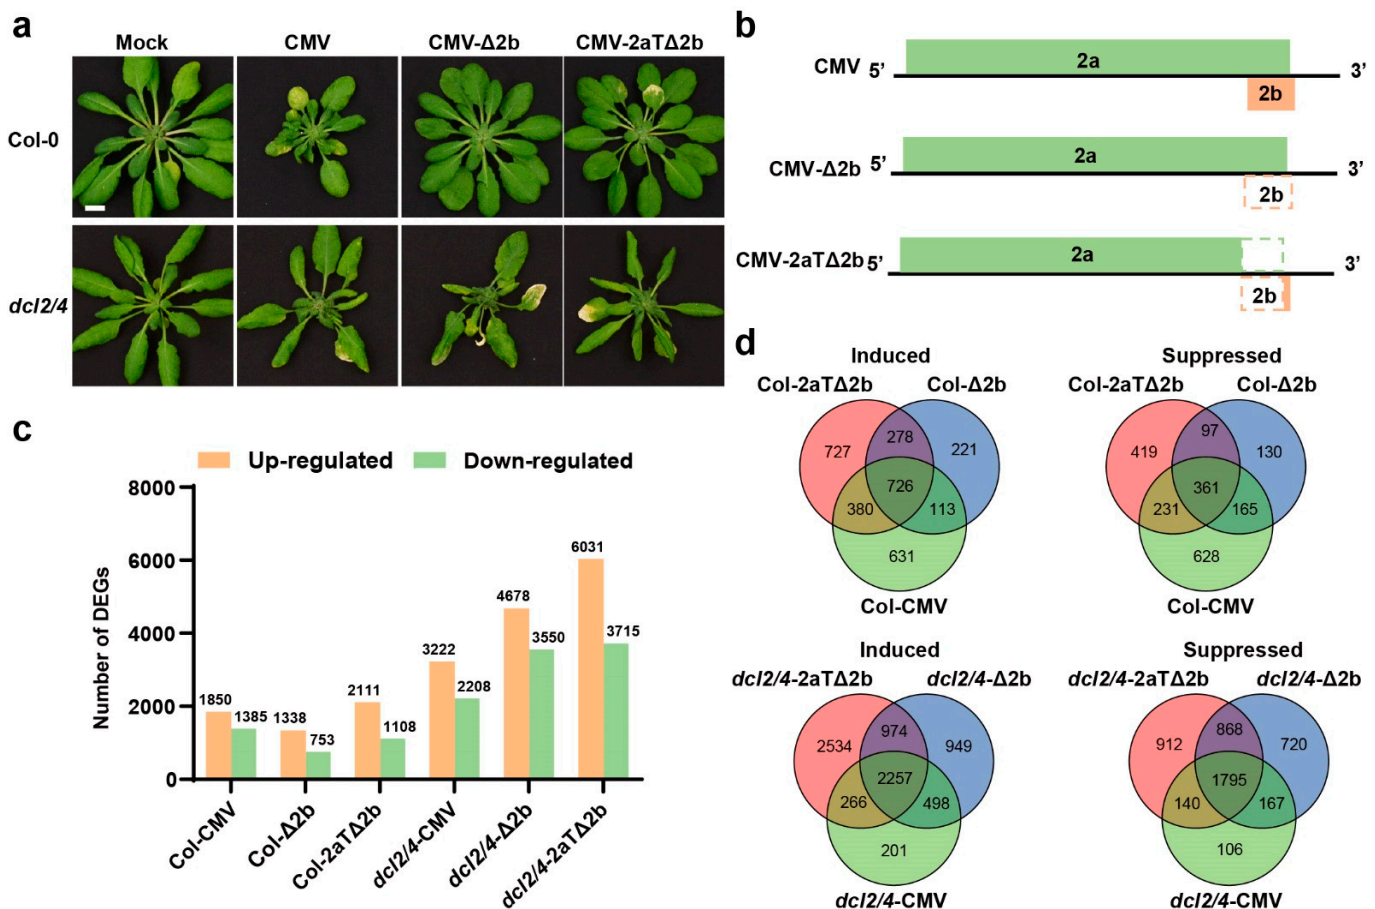 a
Mock CMV CMV-Δ2b CMV-2aTΔ2b
Col-0
dcl2/4
b
CMV 5’ 2a 3’
2b
CMV-Δ2b 5’ 2a 3’
2b
CMV-2aTΔ2b 5’ 2a 3’
2b
c
Up-regulated Down-regulated
Number of DEGs
8000
6000
4000
2000
0
1850 1385 1338 753 2111 1108 3222 2208 4678 3550 6031 3715
Col-CMV Col-Δ2b Col-2aTΔ2b dcl2/4-CMV dcl2/4-Δ2b dcl2/4-2aTΔ2b
d
Induced
Col-2aTΔ2b Col-Δ2b
727 278 221
726
380 113
631
Col-CMV
Suppressed
Col-2aTΔ2b Col-Δ2b
419 97 130
361
231 165
628
Col-CMV
Induced
dcl2/4-2aTΔ2b dcl2/4-Δ2b
2534 974 949
2257
266 498
201
dcl2/4-CMV
Suppressed
dcl2/4-2aTΔ2b dcl2/4-Δ2b
912 868 720
1795
140 167
106
dcl2/4-CMV